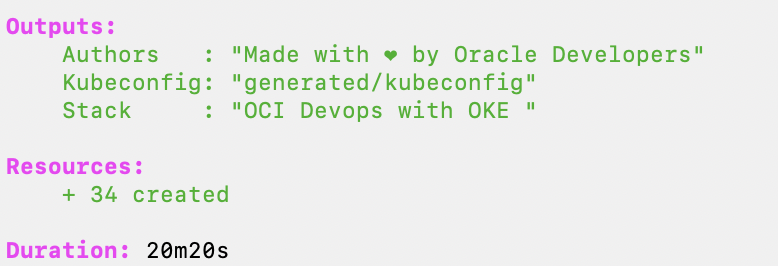 Outputs:
    Authors   : "Made with ❤ by Oracle Developers"
    Kubeconfig: "generated/kubeconfig"
    Stack     : "OCI Devops with OKE "
Resources:
    + 34 created
Duration: 20m20s